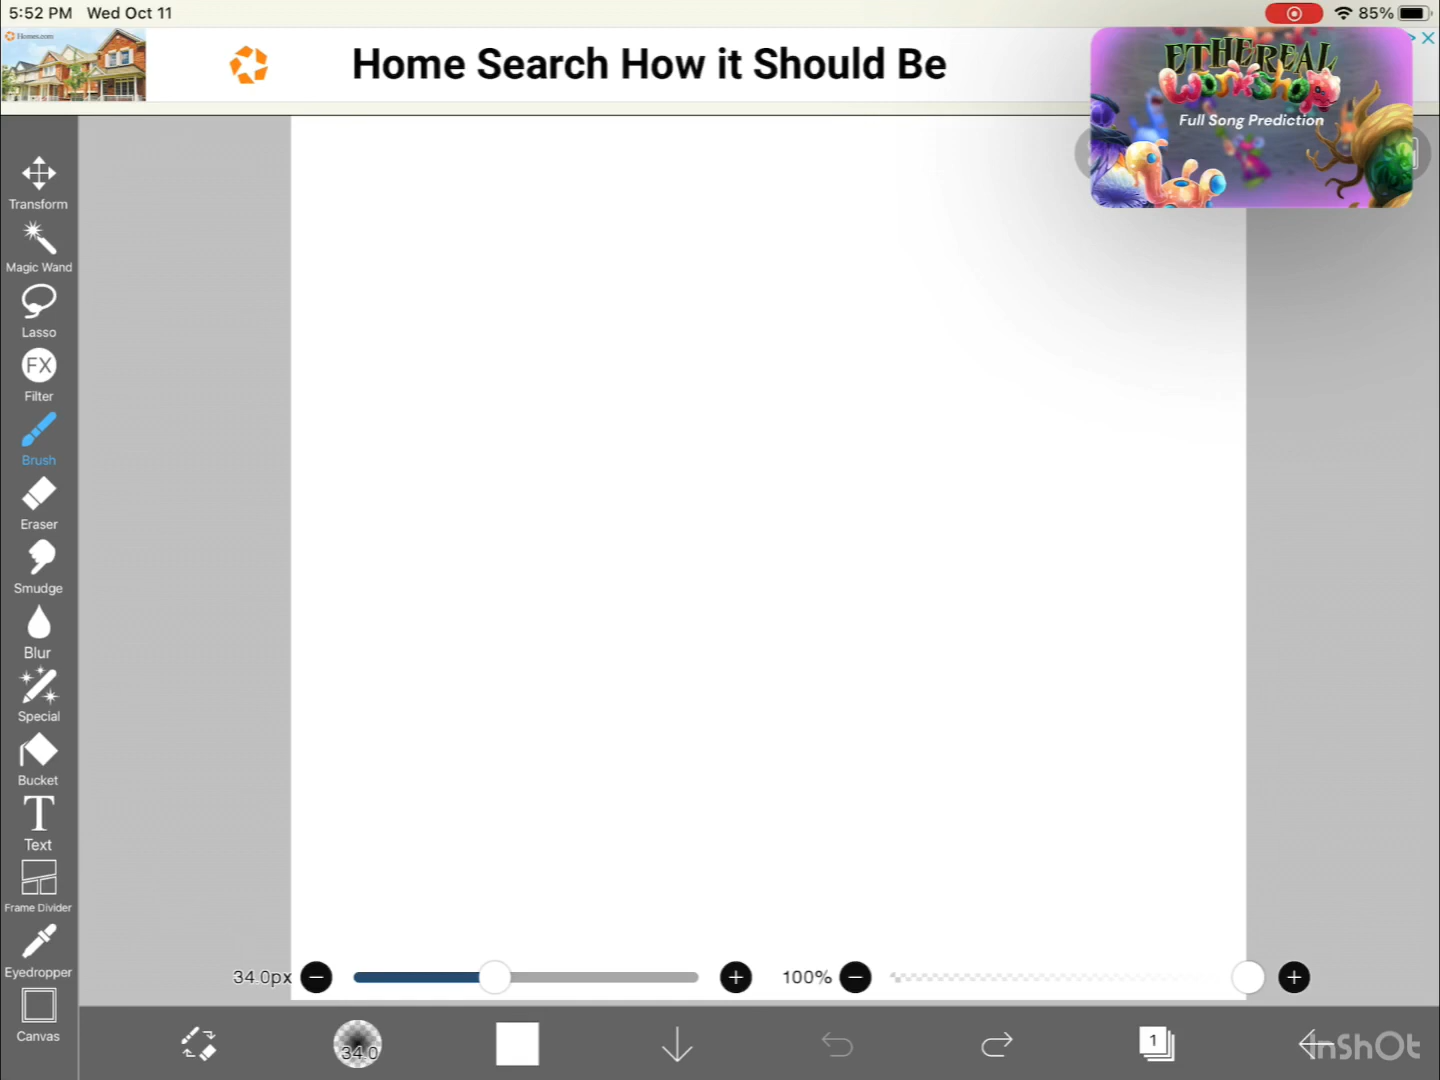 5:52 PM Wed Oct 11
85%
Homes.com
Home Search How it Should Be
ETHEREAL
Workshop
Full Song Prediction
Transform
Magic Wand
Lasso
FX
Filter
Brush
Eraser
Smudge
Blur
Special
Bucket
T
Text
Frame Divider
Eyedropper
Canvas
34.0px
100%
34.0
1
InShOt